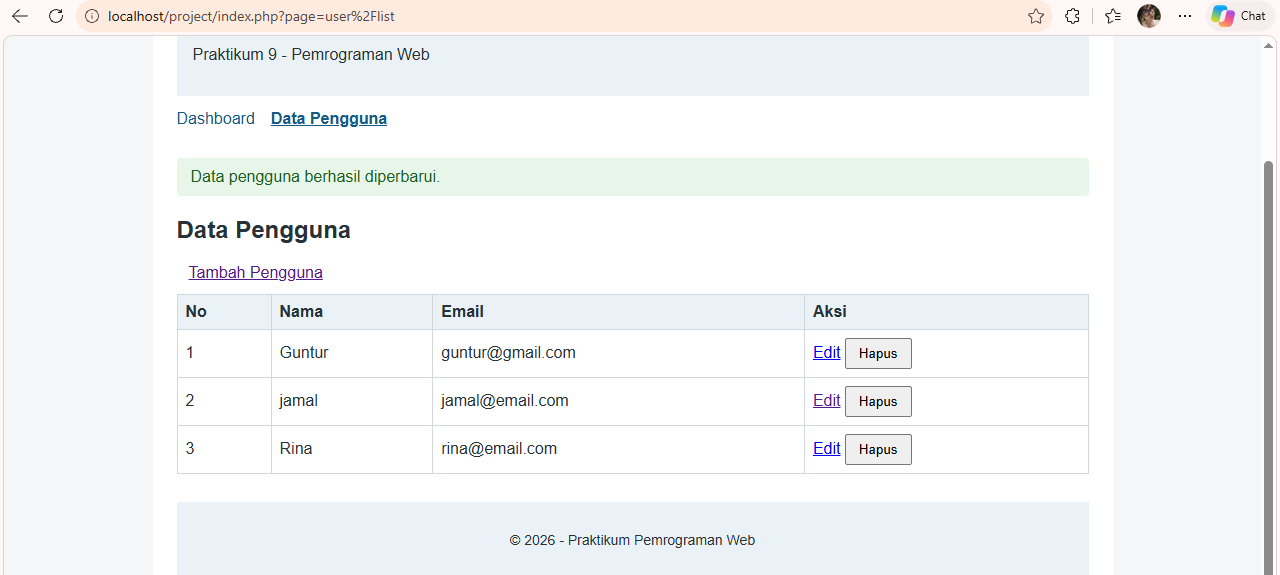 localhost/project/index.php?page=user%2Flist
Chat
Praktikum 9 - Pemrograman Web
Dashboard Data Pengguna
Data pengguna berhasil diperbarui.
Data Pengguna
Tambah Pengguna
No Nama Email Aksi
1 Guntur guntur@gmail.com Edit Hapus
2 jamal jamal@email.com Edit Hapus
3 Rina rina@email.com Edit Hapus
© 2026 - Praktikum Pemrograman Web